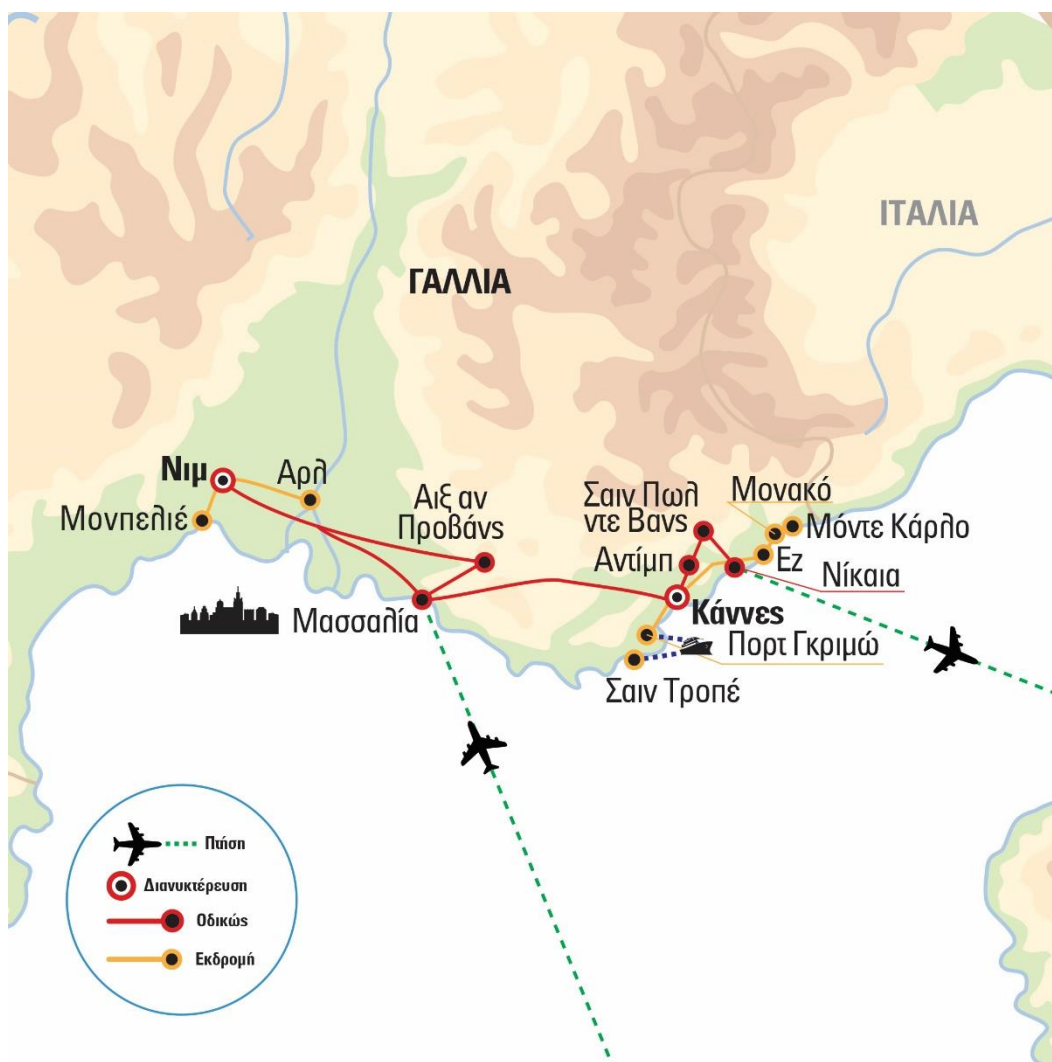 ΙΤΑΛΙΑ
ΓΑΛΛΙΑ
Νιμ
Αρλ
Μονπελιέ
Αιξ αν
Προβάνς
Σαιν Πωλ
ντε Βανς
Μονακό
Μόντε Κάρλο
Αντίμπ
Εz
Νίκαια
Μασσαλία
Κάννες
Πορτ Γκριμώ
Σαιν Τροπέ
Πτήση
Διανυκτέρευση
Οδικώς
Εκδρομή